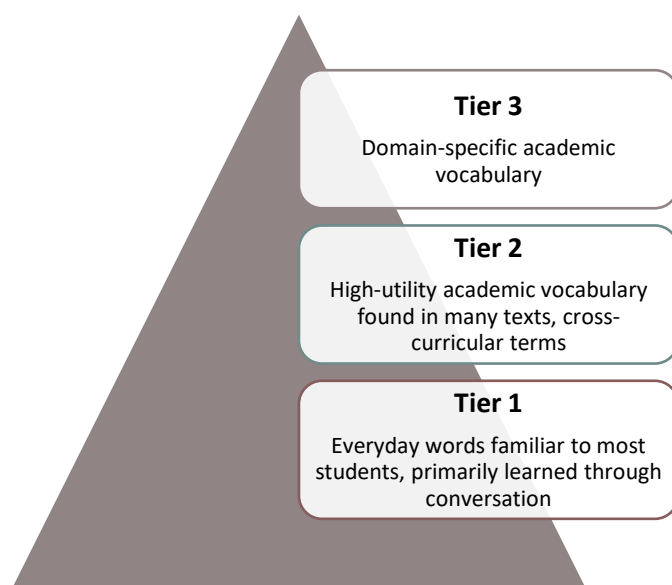 Tier 3
Domain-specific academic
vocabulary
Tier 2
High-utility academic vocabulary
found in many texts, cross-
curricular terms
Tier 1
Everyday words familiar to most
students, primarily learned through
conversation